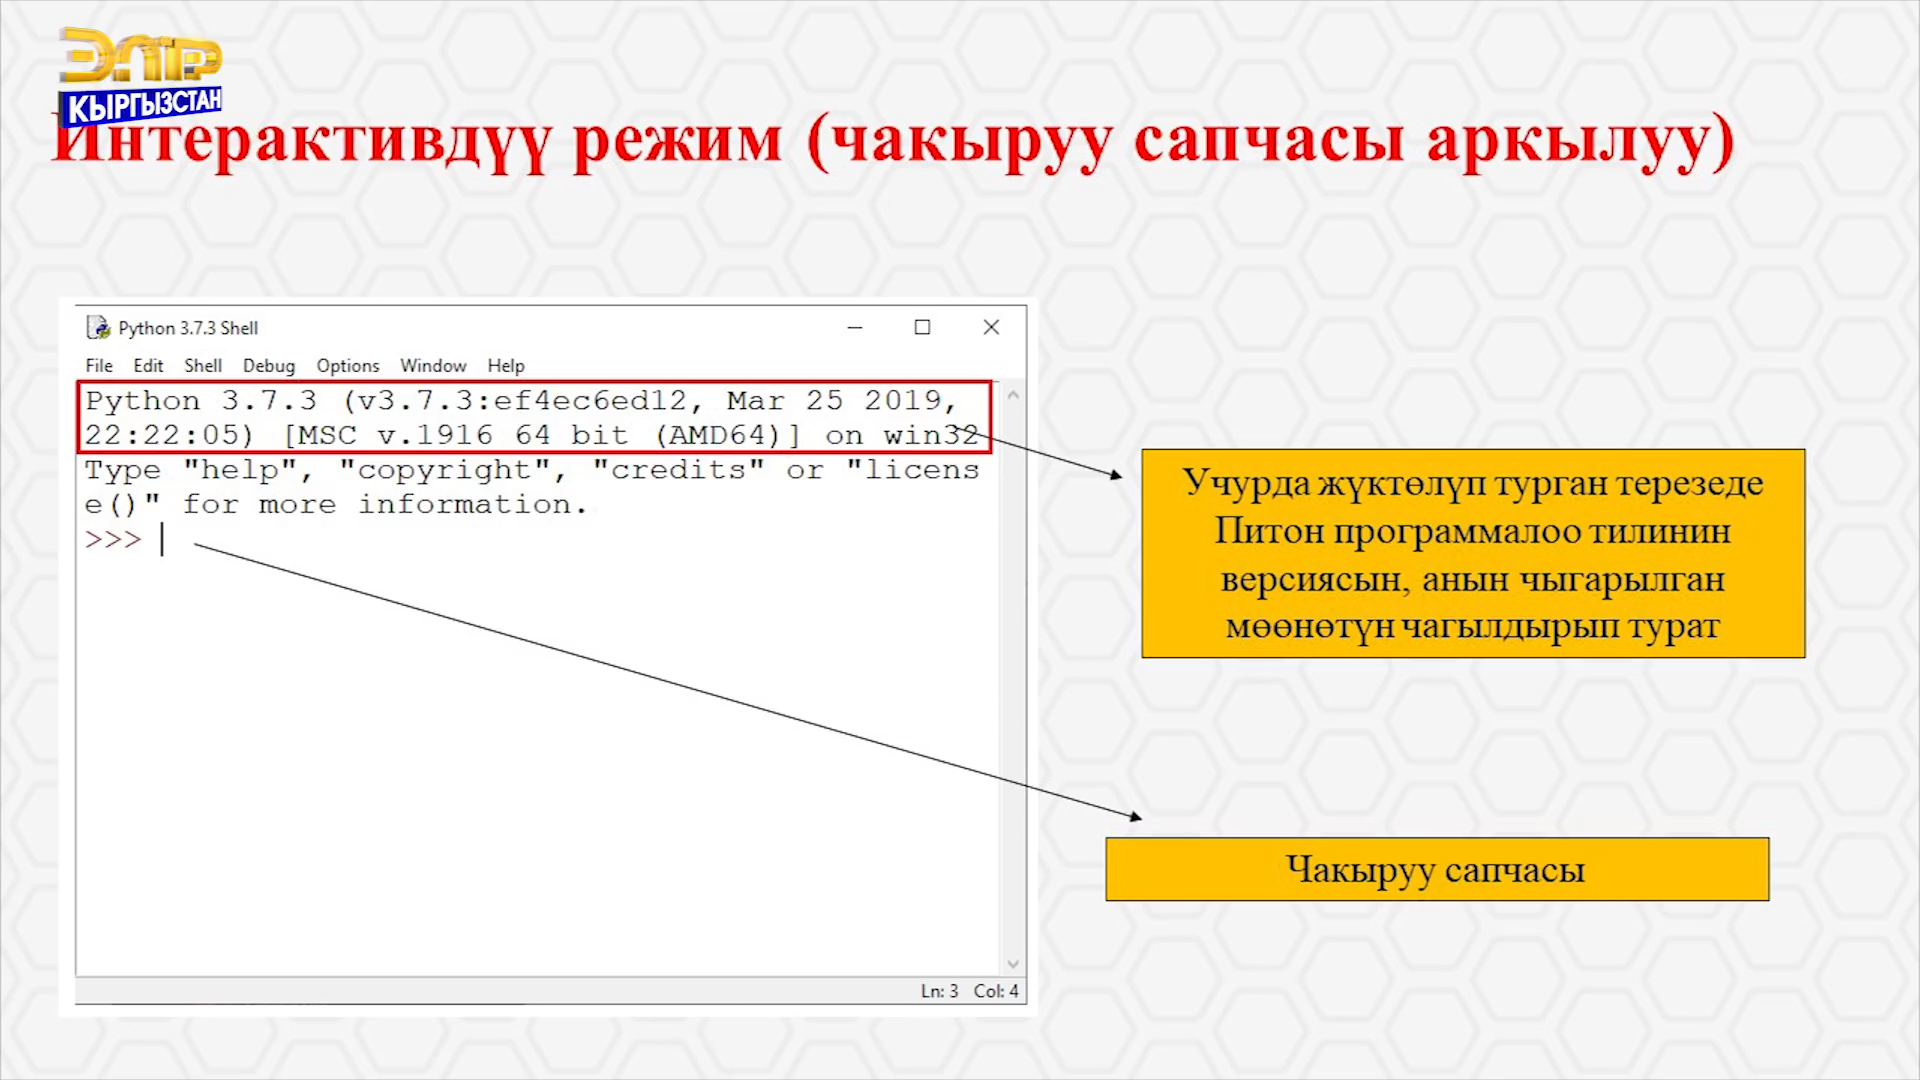 ЭЛТР
КЫРГЫЗСТАН
Интерактивдүү режим (чакыруу сапчасы аркылуу)
Python 3.7.3 Shell
File Edit Shell Debug Options Window Help
Python 3.7.3 (v3.7.3:ef4ec6ed12, Mar 25 2019,
22:22:05) [MSC v.1916 64 bit (AMD64)] on win32
Type "help", "copyright", "credits" or "licens
e()" for more information.
>>>
Ln: 3 Col: 4
Учурда жүктөлүп турган терезеде
Питон программалоо тилинин
версиясын, анын чыгарылган
мөөнөтүн чагылдырып турат
Чакыруу сапчасы